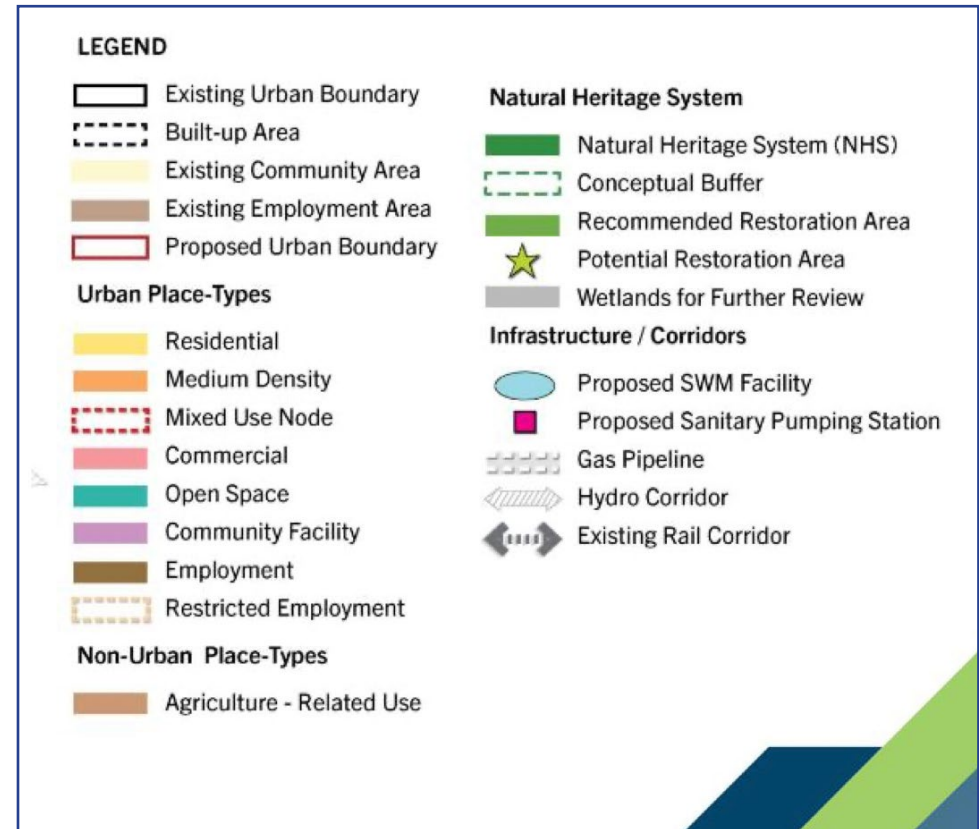 LEGEND
Existing Urban Boundary
Built-up Area
Existing Community Area
Existing Employment Area
Proposed Urban Boundary
Urban Place-Types
Residential
Medium Density
Mixed Use Node
Commercial
Open Space
Community Facility
Employment
Restricted Employment
Non-Urban Place-Types
Agriculture - Related Use
Natural Heritage System
Natural Heritage System (NHS)
Conceptual Buffer
Recommended Restoration Area
Potential Restoration Area
Wetlands for Further Review
Infrastructure / Corridors
Proposed SWM Facility
Proposed Sanitary Pumping Station
Gas Pipeline
Hydro Corridor
Existing Rail Corridor